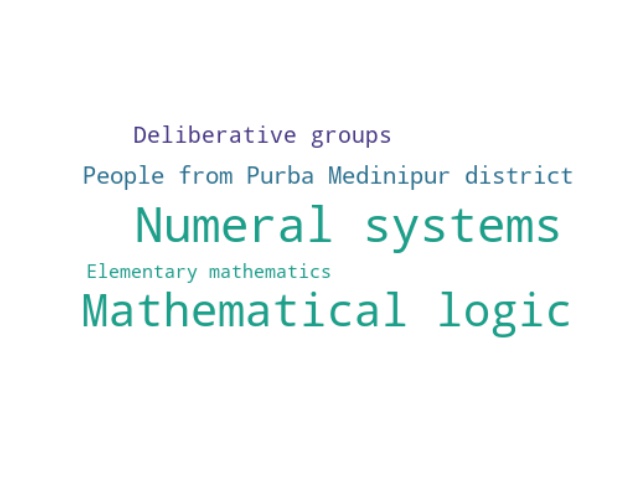 Deliberative groups
People from Purba Medinipur district
Numeral systems
Elementary mathematics
Mathematical logic